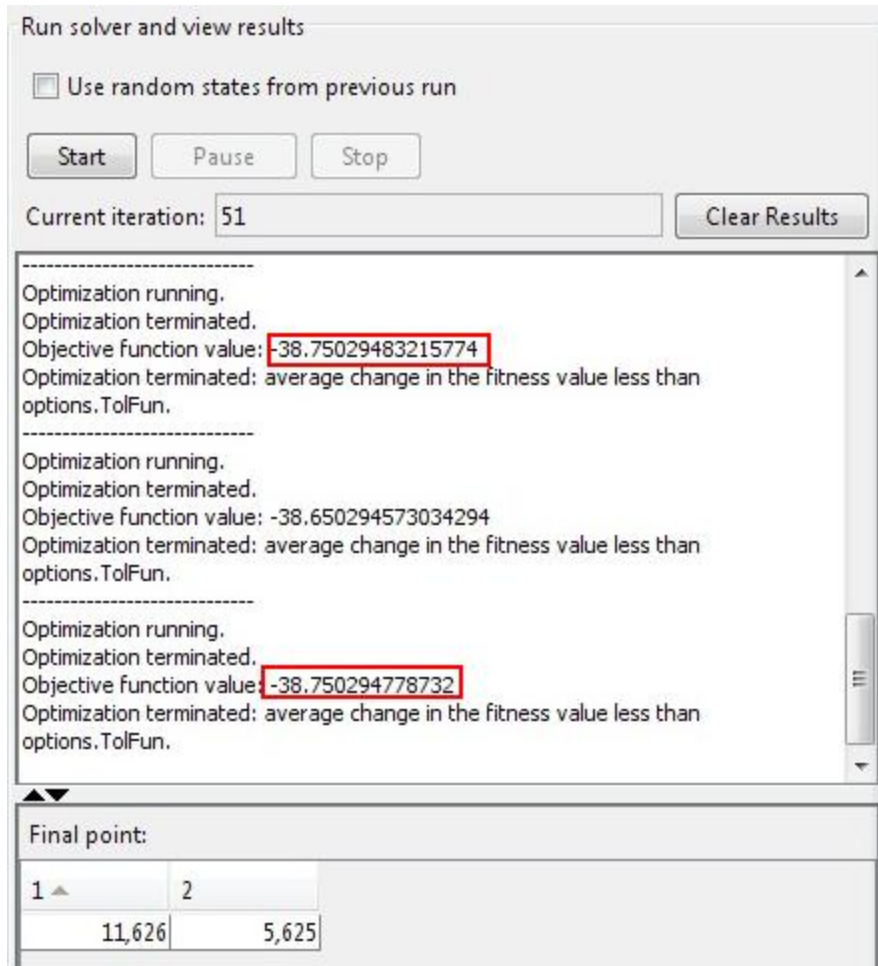 Run solver and view results
Use random states from previous run
Start Pause Stop
Current iteration: 51 Clear Results
----------------------------
Optimization running.
Optimization terminated.
Objective function value: -38.75029483215774
Optimization terminated: average change in the fitness value less than
options.TolFun.
----------------------------
Optimization running.
Optimization terminated.
Objective function value: -38.650294573034294
Optimization terminated: average change in the fitness value less than
options.TolFun.
----------------------------
Optimization running.
Optimization terminated.
Objective function value: -38.750294778732
Optimization terminated: average change in the fitness value less than
options.TolFun.
Final point:
1 2
11,626 5,625